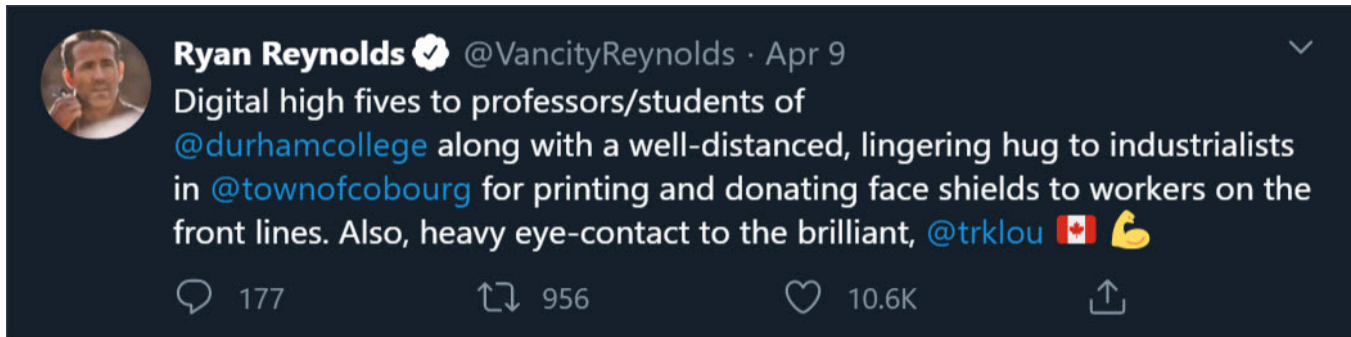 Ryan Reynolds @VancityReynolds · Apr 9
Digital high fives to professors/students of
@durhamcollege along with a well-distanced, lingering hug to industrialists
in @townofcobourg for printing and donating face shields to workers on the
front lines. Also, heavy eye-contact to the brilliant, @trklou 🇨🇦 💪
177 956 10.6K